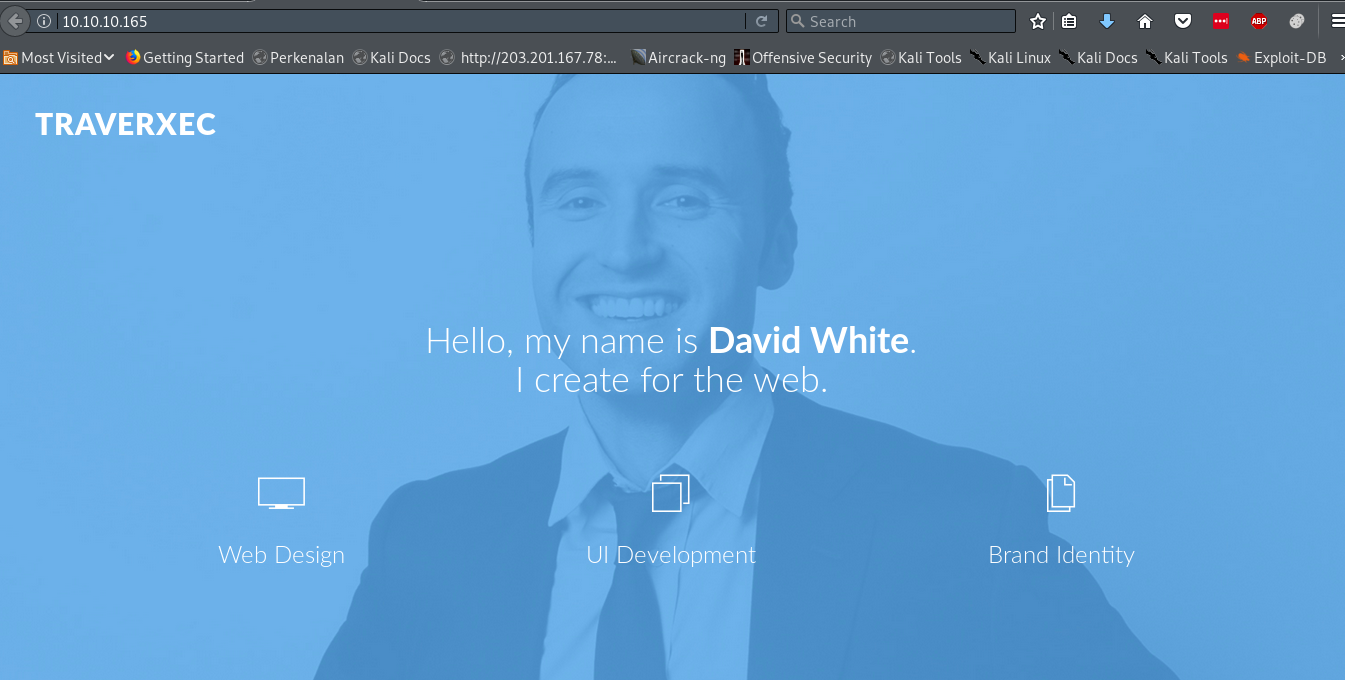 10.10.10.165 Search ABP
Most Visited Getting Started Perkenalan Kali Docs http://203.201.167.78:... Aircrack-ng Offensive Security Kali Tools Kali Linux Kali Docs Kali Tools Exploit-DB
TRAVERXEC
Hello, my name is David White.
I create for the web.
Web Design UI Development Brand Identity